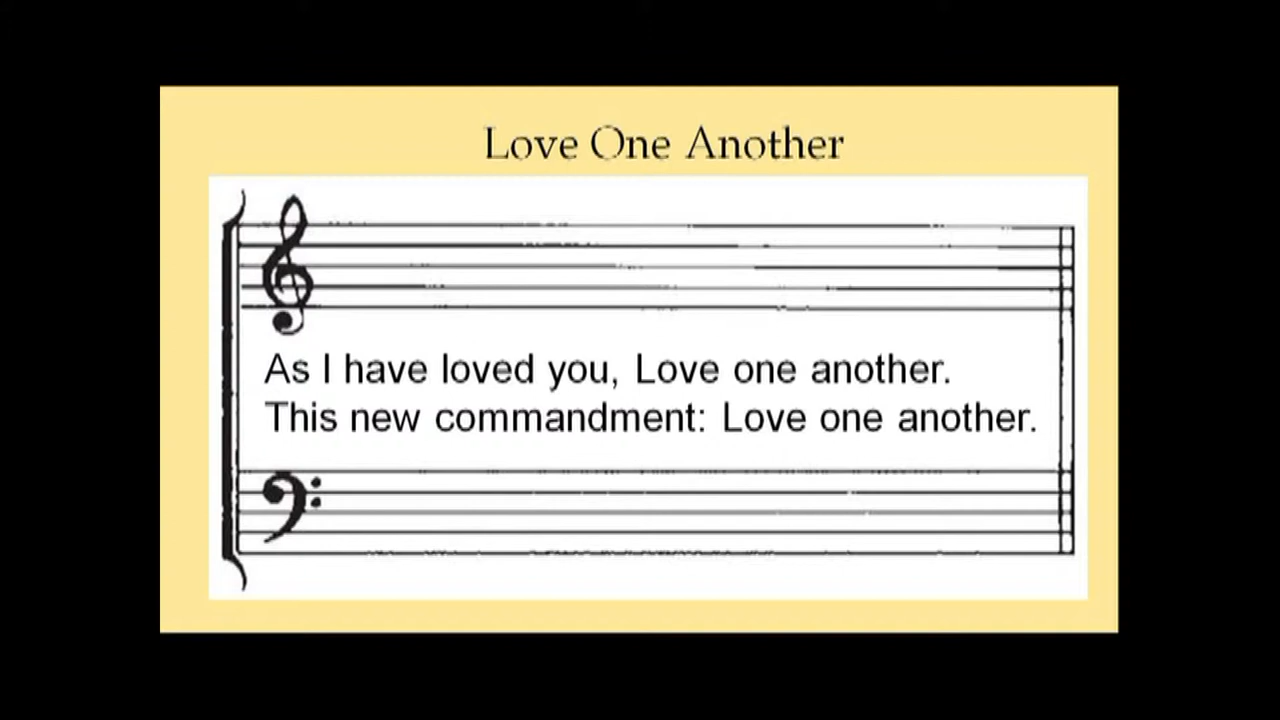 Love One Another
As I have loved you, Love one another.
This new commandment: Love one another.